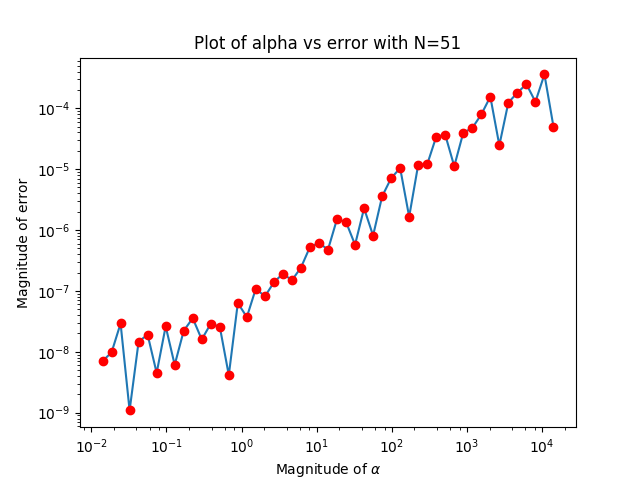 Plot of alpha vs error with N=51
Magnitude of error
10⁻⁴
10⁻⁵
10⁻⁶
10⁻⁷
10⁻⁸
10⁻⁹
10⁻² 10⁻¹ 10⁰ 10¹ 10² 10³ 10⁴
Magnitude of α